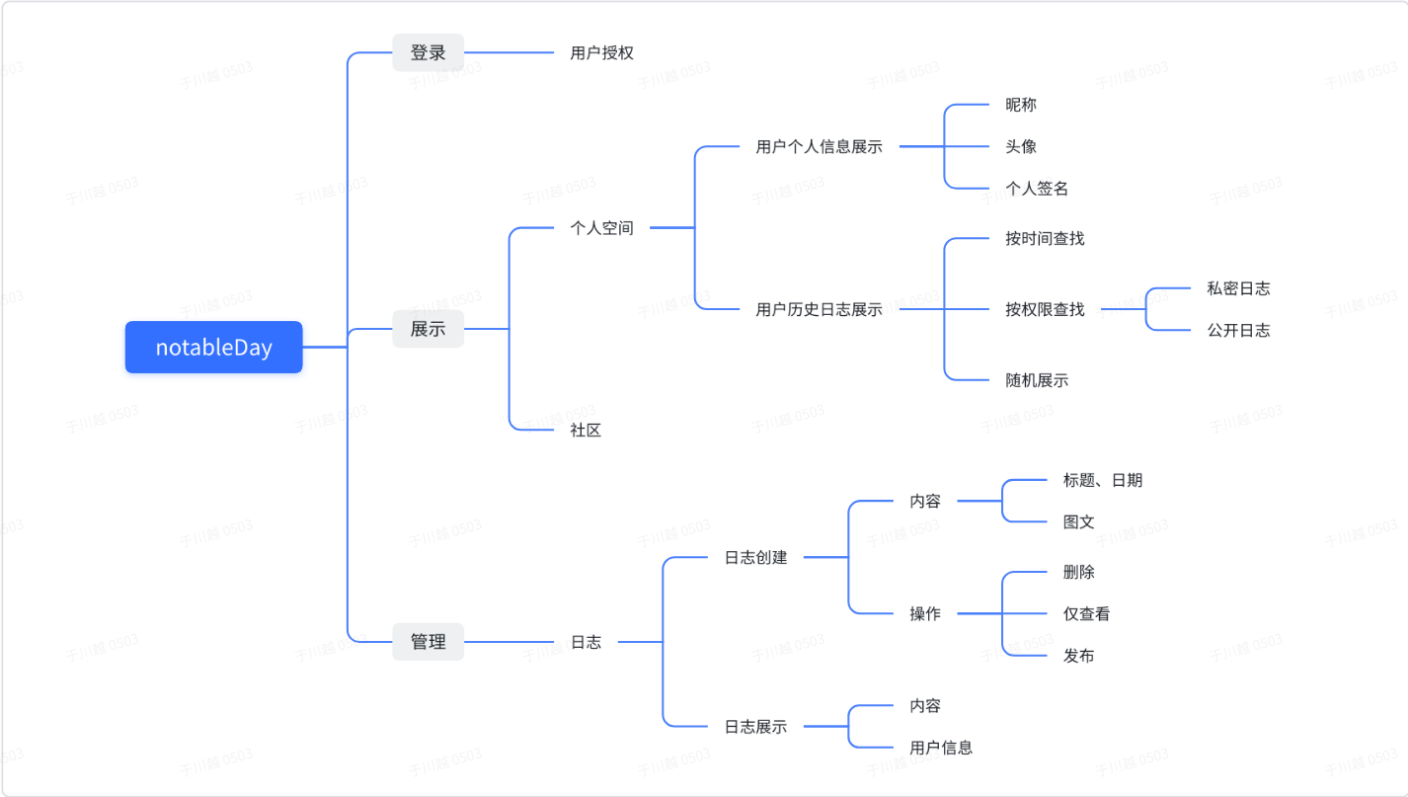 notableDay
登录
用户授权
展示
个人空间
用户个人信息展示
昵称
头像
个人签名
用户历史日志展示
按时间查找
按权限查找
私密日志
公开日志
随机展示
社区
管理
日志
日志创建
内容
标题、日期
图文
操作
删除
仅查看
发布
日志展示
内容
用户信息
于川越 0503